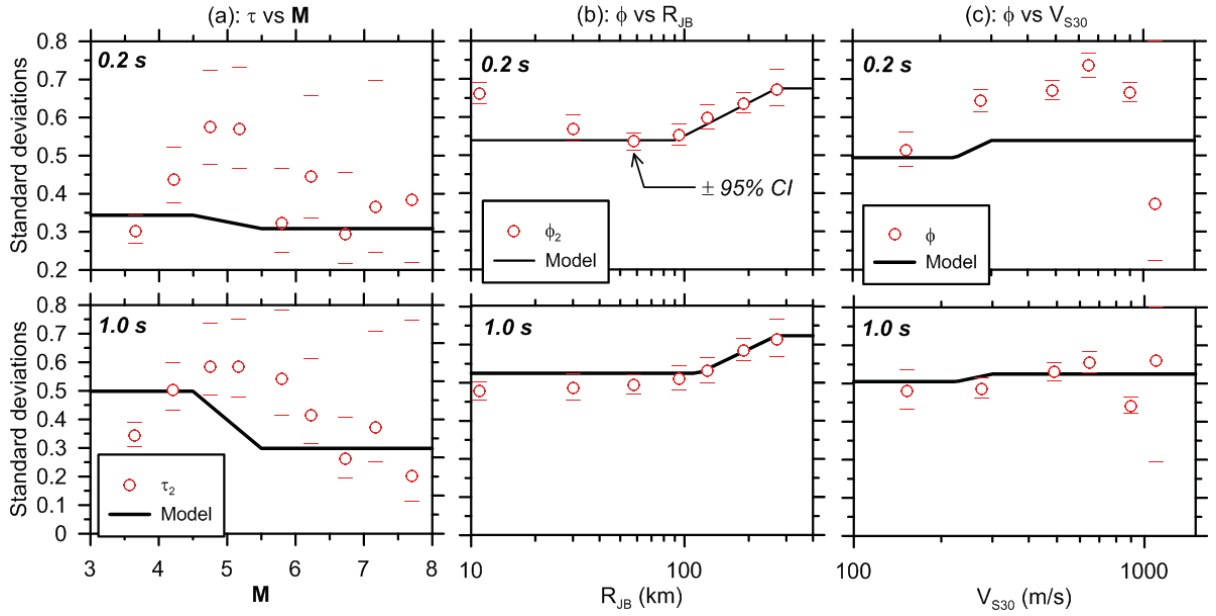 (a): τ vs M
(b): ϕ vs R_JB
(c): ϕ vs V_S30
Standard deviations
0.8
0.7
0.6
0.5
0.4
0.3
0.2
0.2 s
0.2 s
± 95% CI
ϕ₂
Model
0.2 s
ϕ
Model
Standard deviations
0.8
0.7
0.6
0.5
0.4
0.3
0.2
0.1
0
1.0 s
τ₂
Model
1.0 s
1.0 s
3 4 5 6 7 8
M
10 100
R_JB (km)
100 1000
V_S30 (m/s)